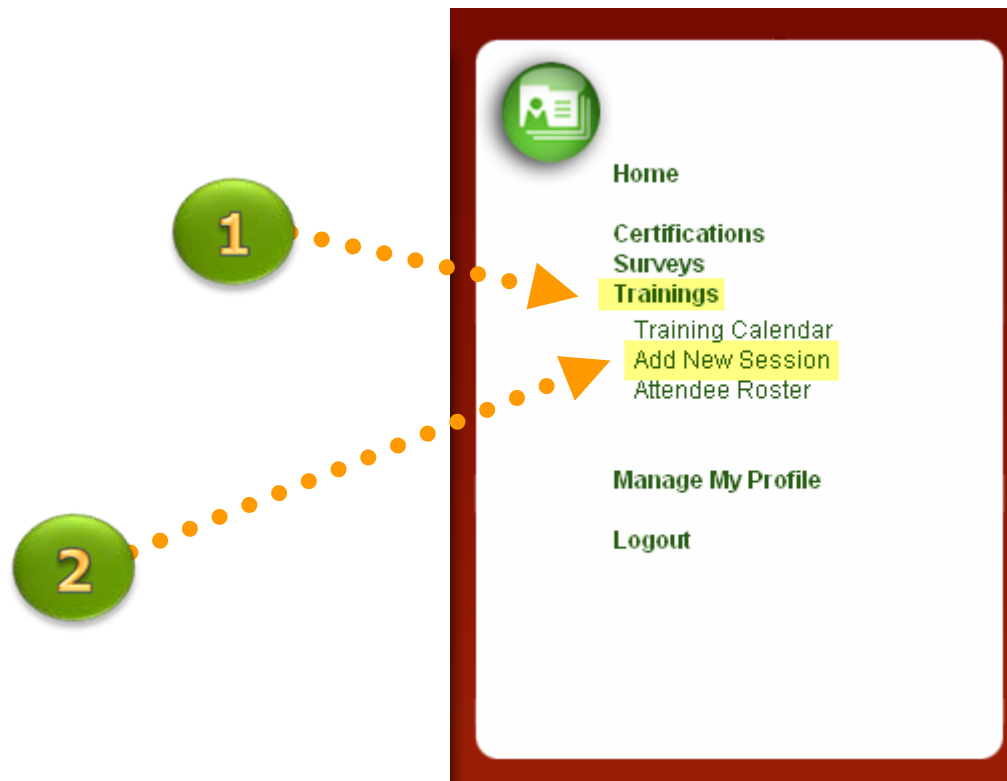 Home
1
Certifications
Surveys
Trainings
Training Calendar
Add New Session
Attendee Roster
Manage My Profile
Logout
2